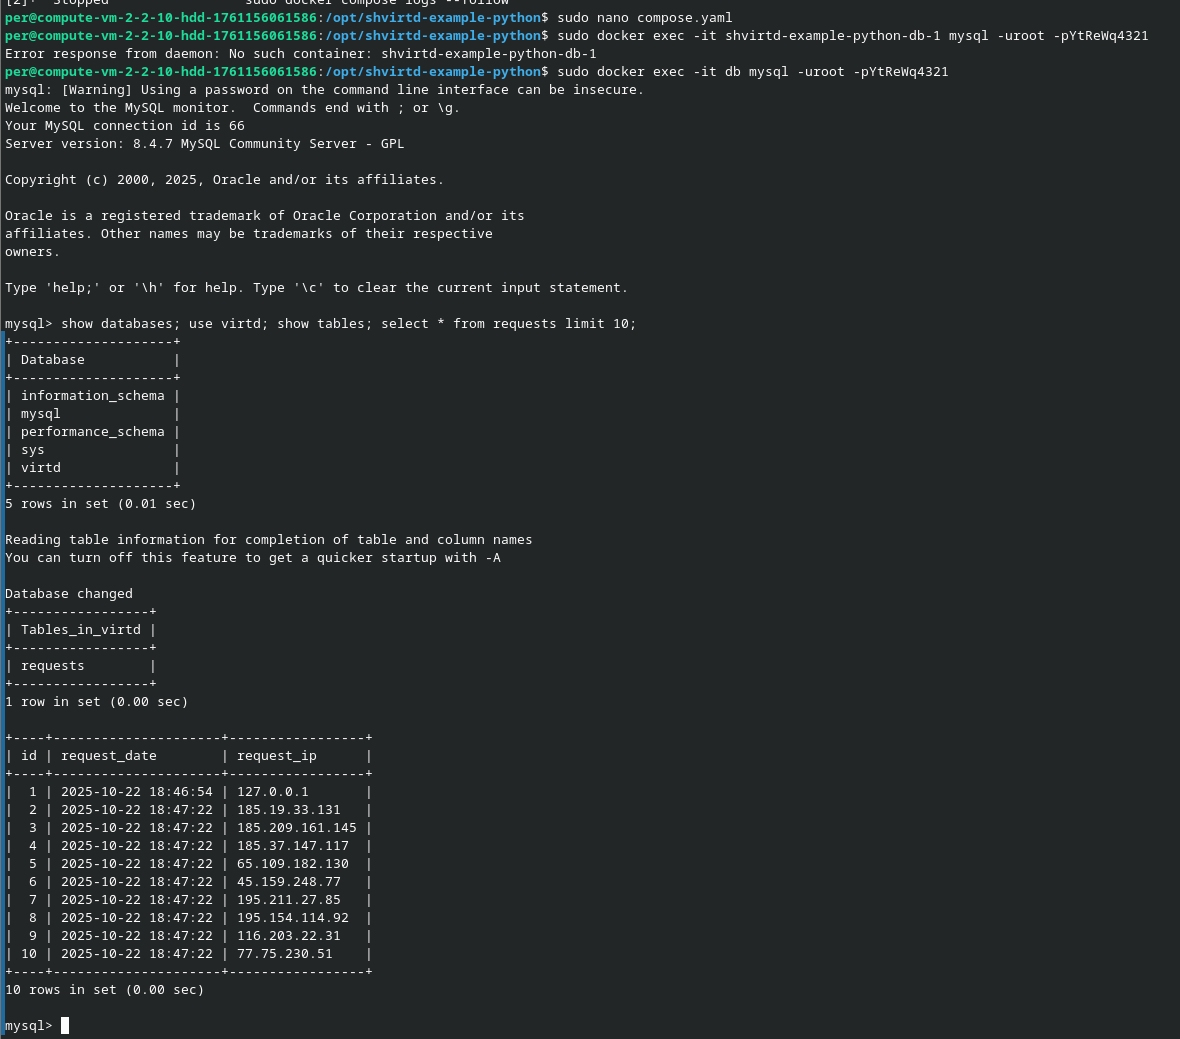 [2]+  Stopped                 sudo docker compose logs --follow
per@compute-vm-2-2-10-hdd-1761156061586:/opt/shvirtd-example-python$ sudo nano compose.yaml
per@compute-vm-2-2-10-hdd-1761156061586:/opt/shvirtd-example-python$ sudo docker exec -it shvirtd-example-python-db-1 mysql -uroot -pYtReWq4321
Error response from daemon: No such container: shvirtd-example-python-db-1
per@compute-vm-2-2-10-hdd-1761156061586:/opt/shvirtd-example-python$ sudo docker exec -it db mysql -uroot -pYtReWq4321
mysql: [Warning] Using a password on the command line interface can be insecure.
Welcome to the MySQL monitor.  Commands end with ; or \g.
Your MySQL connection id is 66
Server version: 8.4.7 MySQL Community Server - GPL

Copyright (c) 2000, 2025, Oracle and/or its affiliates.

Oracle is a registered trademark of Oracle Corporation and/or its
affiliates. Other names may be trademarks of their respective
owners.

Type 'help;' or '\h' for help. Type '\c' to clear the current input statement.

mysql> show databases; use virtd; show tables; select * from requests limit 10;
+--------------------+
| Database           |
+--------------------+
| information_schema |
| mysql              |
| performance_schema |
| sys                |
| virtd              |
+--------------------+
5 rows in set (0.01 sec)

Reading table information for completion of table and column names
You can turn off this feature to get a quicker startup with -A

Database changed
+-----------------+
| Tables_in_virtd |
+-----------------+
| requests        |
+-----------------+
1 row in set (0.00 sec)

+----+---------------------+-----------------+
| id | request_date        | request_ip      |
+----+---------------------+-----------------+
|  1 | 2025-10-22 18:46:54 | 127.0.0.1       |
|  2 | 2025-10-22 18:47:22 | 185.19.33.131   |
|  3 | 2025-10-22 18:47:22 | 185.209.161.145 |
|  4 | 2025-10-22 18:47:22 | 185.37.147.117  |
|  5 | 2025-10-22 18:47:22 | 65.109.182.130  |
|  6 | 2025-10-22 18:47:22 | 45.159.248.77   |
|  7 | 2025-10-22 18:47:22 | 195.211.27.85   |
|  8 | 2025-10-22 18:47:22 | 195.154.114.92  |
|  9 | 2025-10-22 18:47:22 | 116.203.22.31   |
| 10 | 2025-10-22 18:47:22 | 77.75.230.51    |
+----+---------------------+-----------------+
10 rows in set (0.00 sec)

mysql>